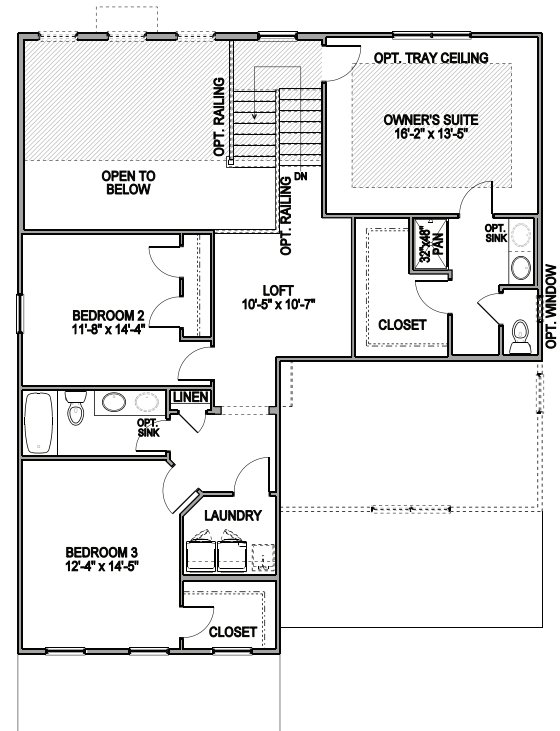 OPT. TRAY CEILING
OPT. RAILING
OWNER'S SUITE
16'-2" x 13'-5"
OPEN TO
BELOW
DN
OPT. RAILING
32"x48"
PAN
OPT.
SINK
OPT. WINDOW
LOFT
10'-5" x 10'-7"
BEDROOM 2
11'-8" x 14'-4"
CLOSET
LINEN
OPT.
SINK
LAUNDRY
BEDROOM 3
12'-4" x 14'-5"
CLOSET